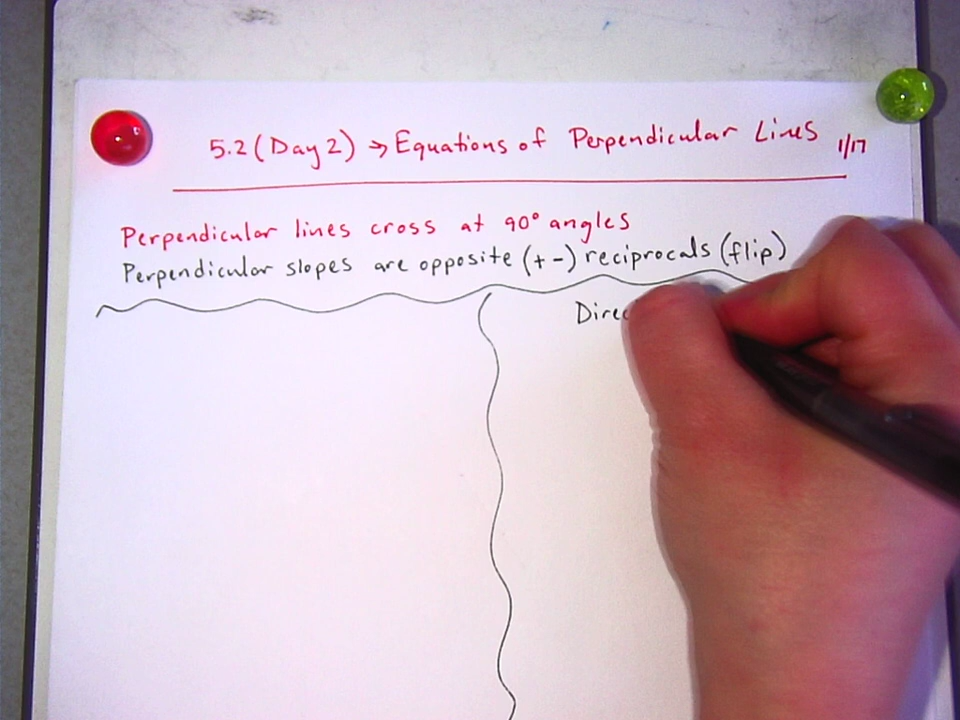 5.2 (Day 2) → Equations of Perpendicular Lines 1/17
Perpendicular lines cross at 90° angles
Perpendicular slopes are opposite (+ -) reciprocals (flip)
Direc